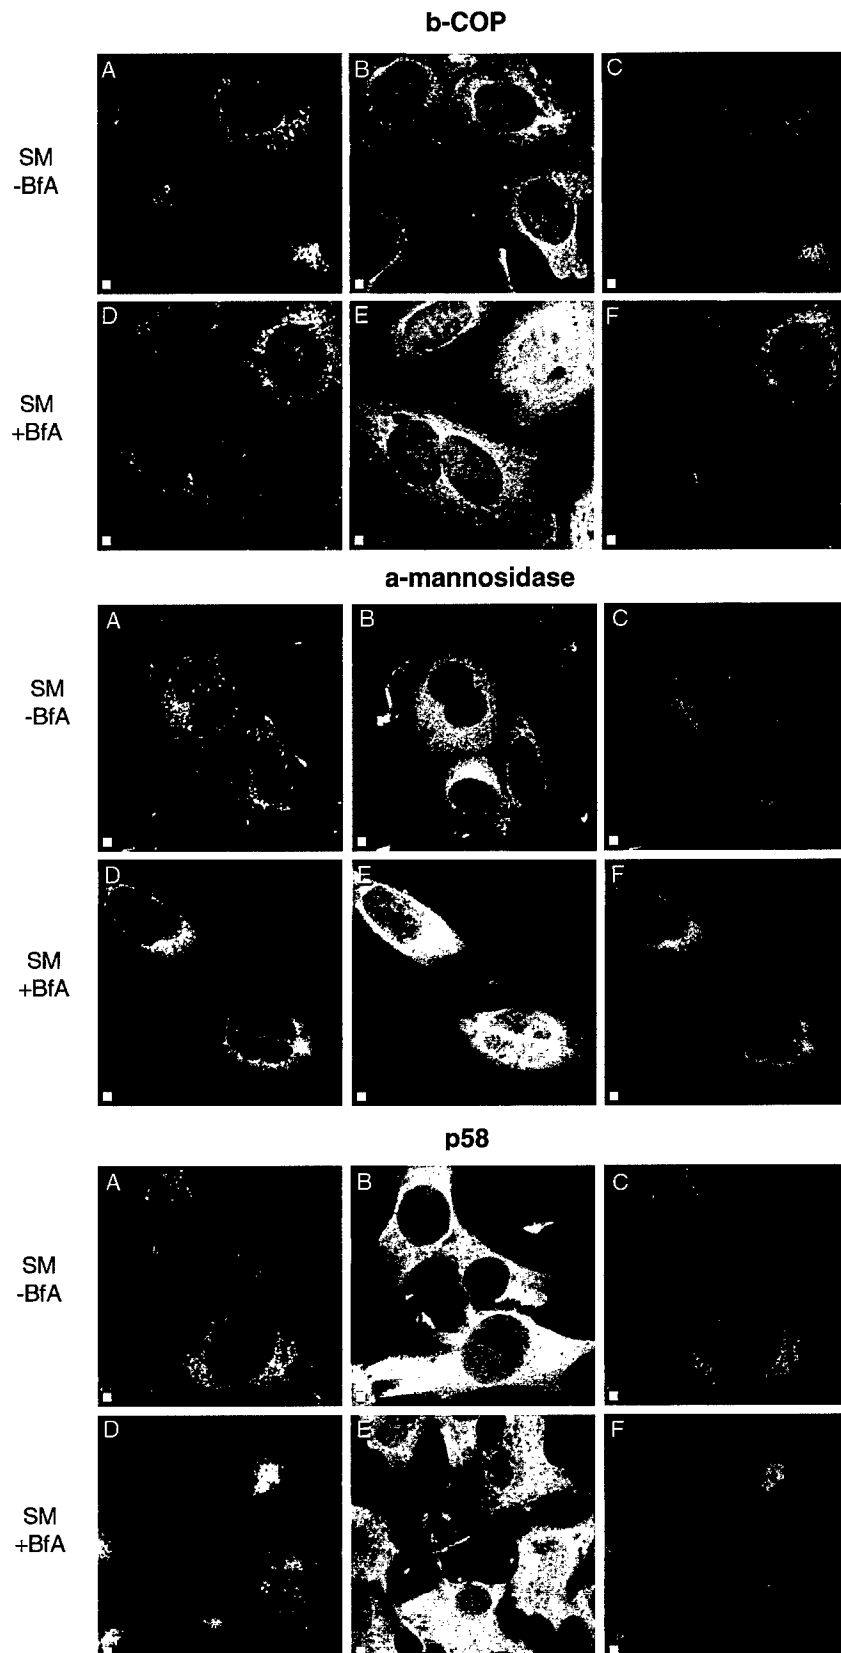 b-COP
A B C
SM
-BfA
D E F
SM
+BfA
a-mannosidase
A B C
SM
-BfA
D E F
SM
+BfA
p58
A B C
SM
-BfA
D E F
SM
+BfA